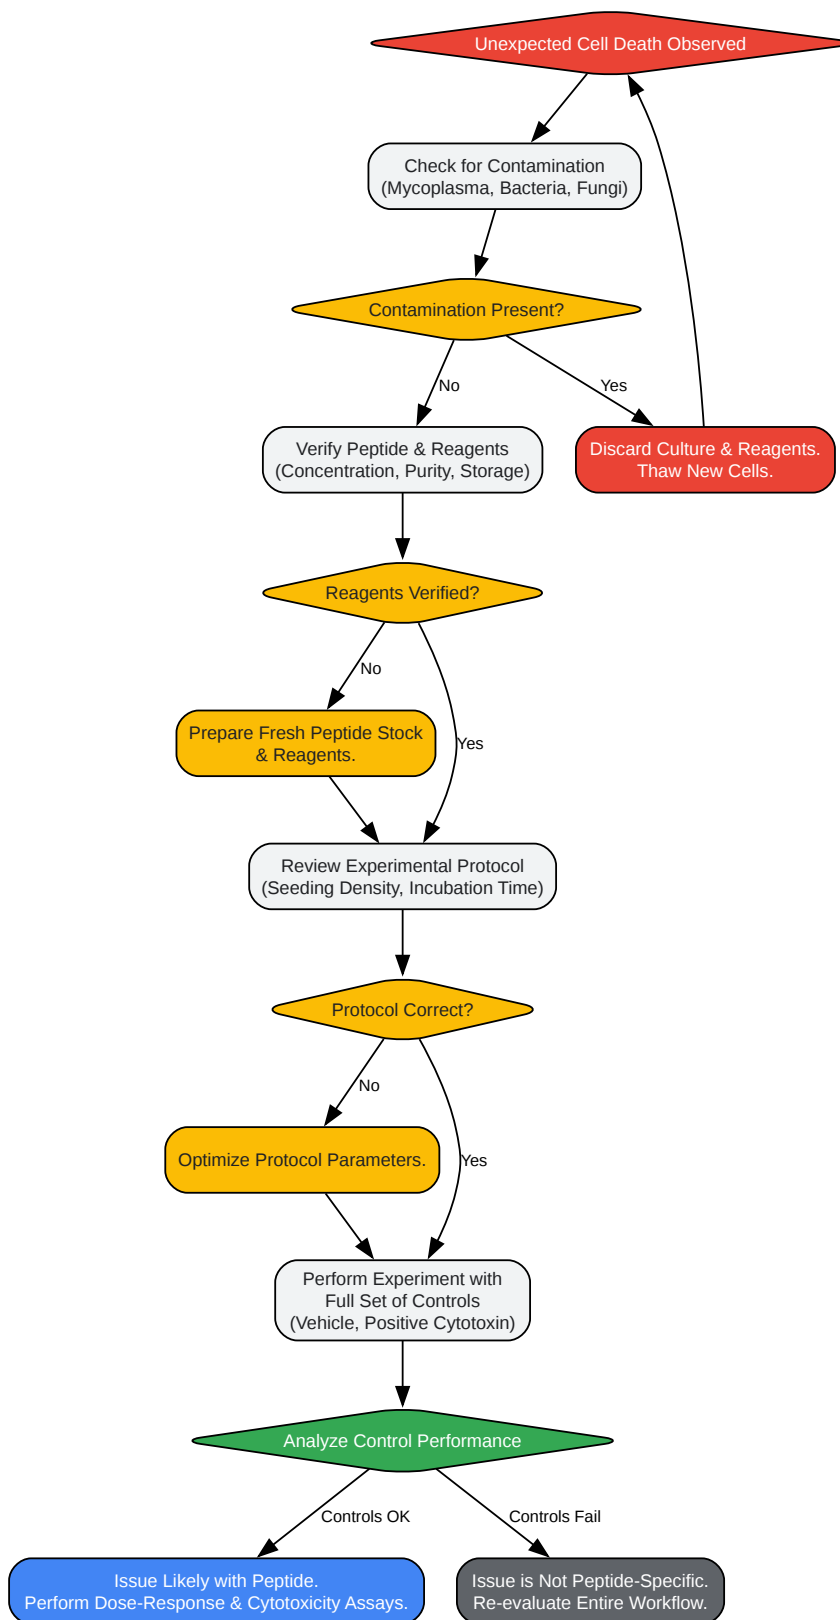 Unexpected Cell Death Observed
Check for Contamination
(Mycoplasma, Bacteria, Fungi)
Contamination Present?
No
Yes
Verify Peptide & Reagents
(Concentration, Purity, Storage)
Discard Culture & Reagents.
Thaw New Cells.
Reagents Verified?
No
Yes
Prepare Fresh Peptide Stock
& Reagents.
Review Experimental Protocol
(Seeding Density, Incubation Time)
Protocol Correct?
No
Yes
Optimize Protocol Parameters.
Perform Experiment with
Full Set of Controls
(Vehicle, Positive Cytotoxin)
Analyze Control Performance
Controls OK
Controls Fail
Issue Likely with Peptide.
Perform Dose-Response & Cytotoxicity Assays.
Issue is Not Peptide-Specific.
Re-evaluate Entire Workflow.